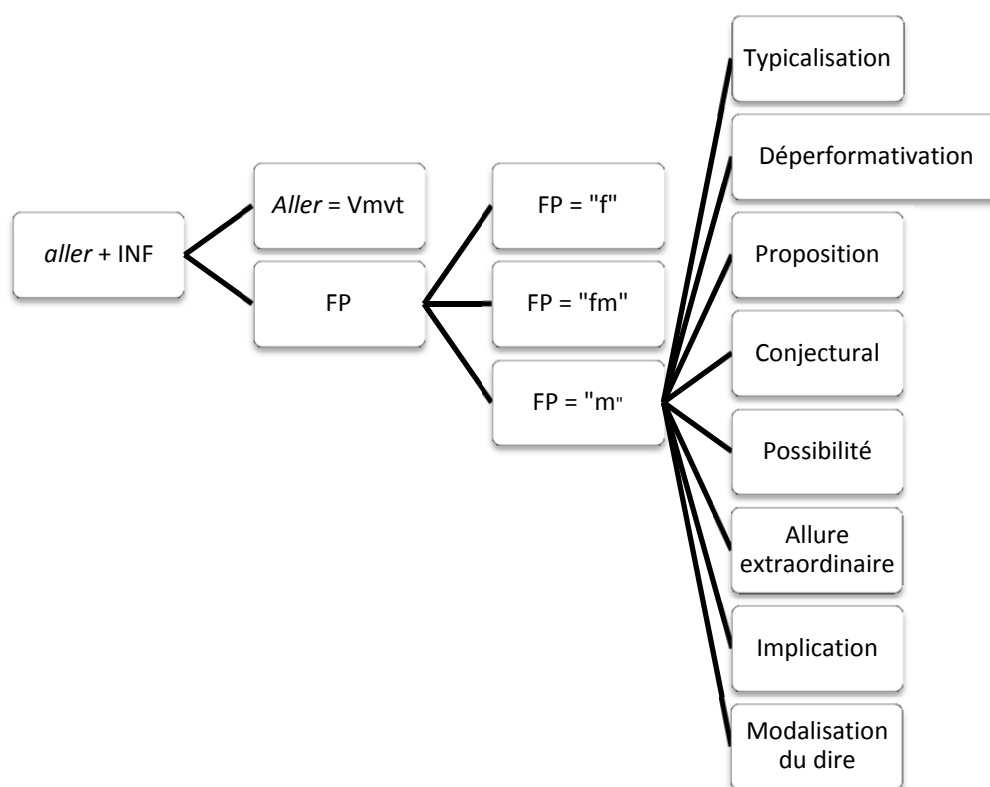 aller + INF
Aller = Vmvt
FP
FP = "f"
FP = "fm"
FP = "m"
Typicalisation
Déperformativation
Proposition
Conjectural
Possibilité
Allure
extraordinaire
Implication
Modalisation
du dire